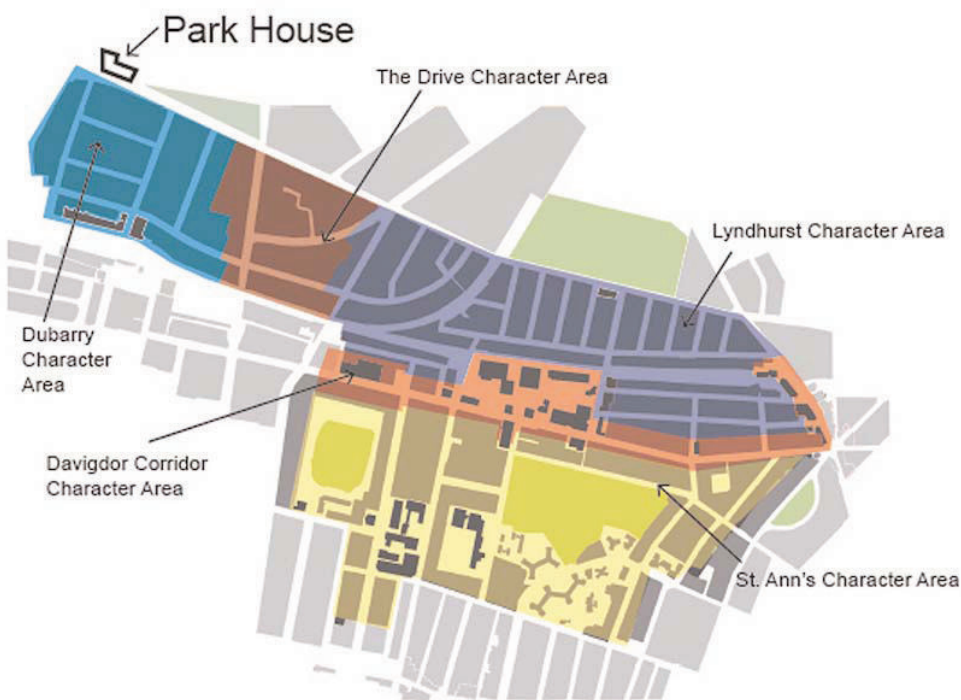 Park House
The Drive Character Area
Lyndhurst Character Area
Dubarry
Character
Area
Davigdor Corridor
Character Area
St. Ann's Character Area